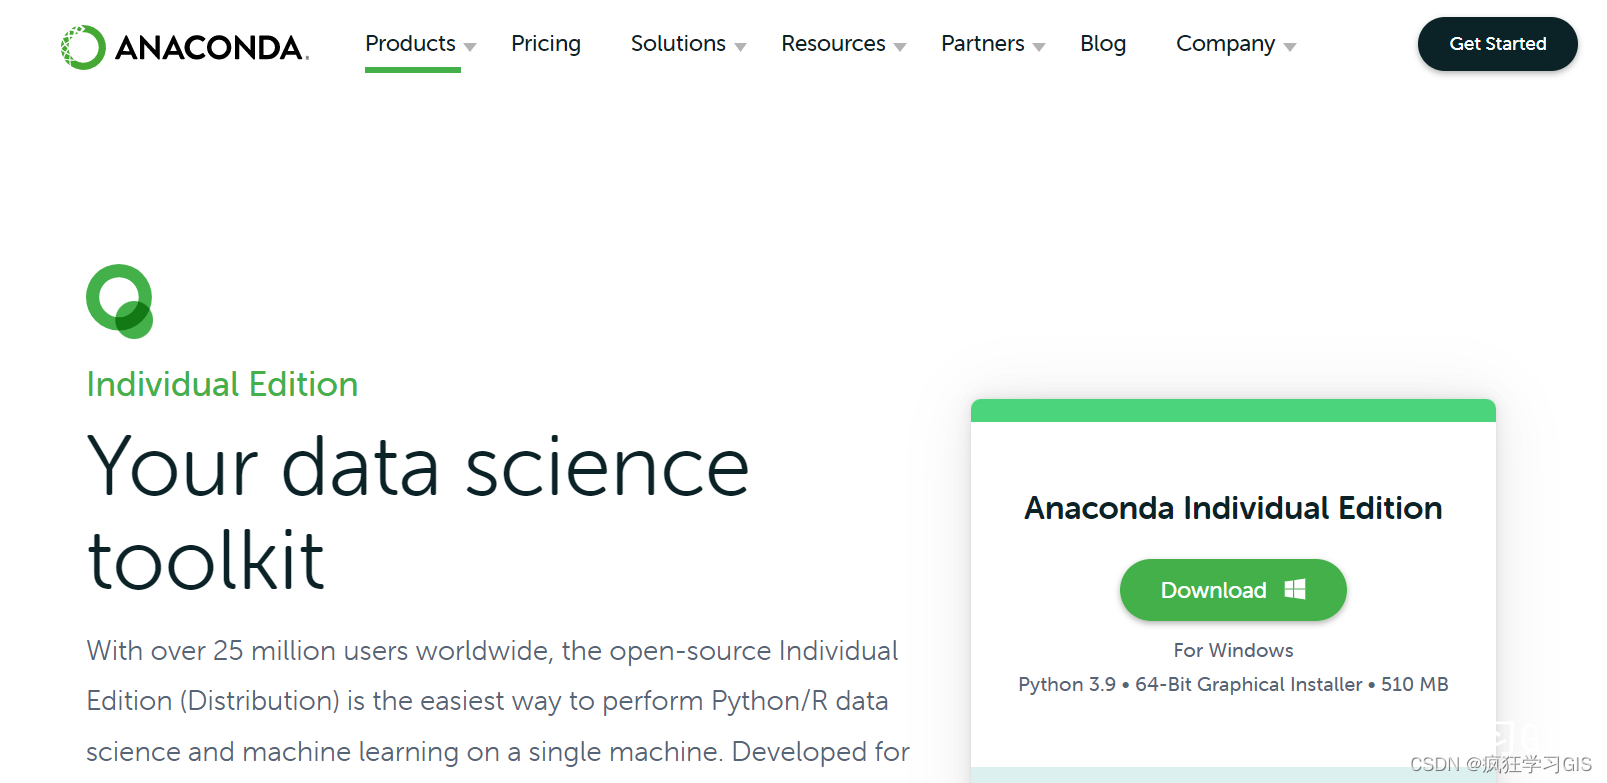 ANACONDA.
Products
Pricing
Solutions
Resources
Partners
Blog
Company
Get Started
Individual Edition
Your data science
toolkit
With over 25 million users worldwide, the open-source Individual
Edition (Distribution) is the easiest way to perform Python/R data
science and machine learning on a single machine. Developed for
Anaconda Individual Edition
Download
For Windows
Python 3.9 • 64-Bit Graphical Installer • 510 MB
CSDN @疯狂学习GIS